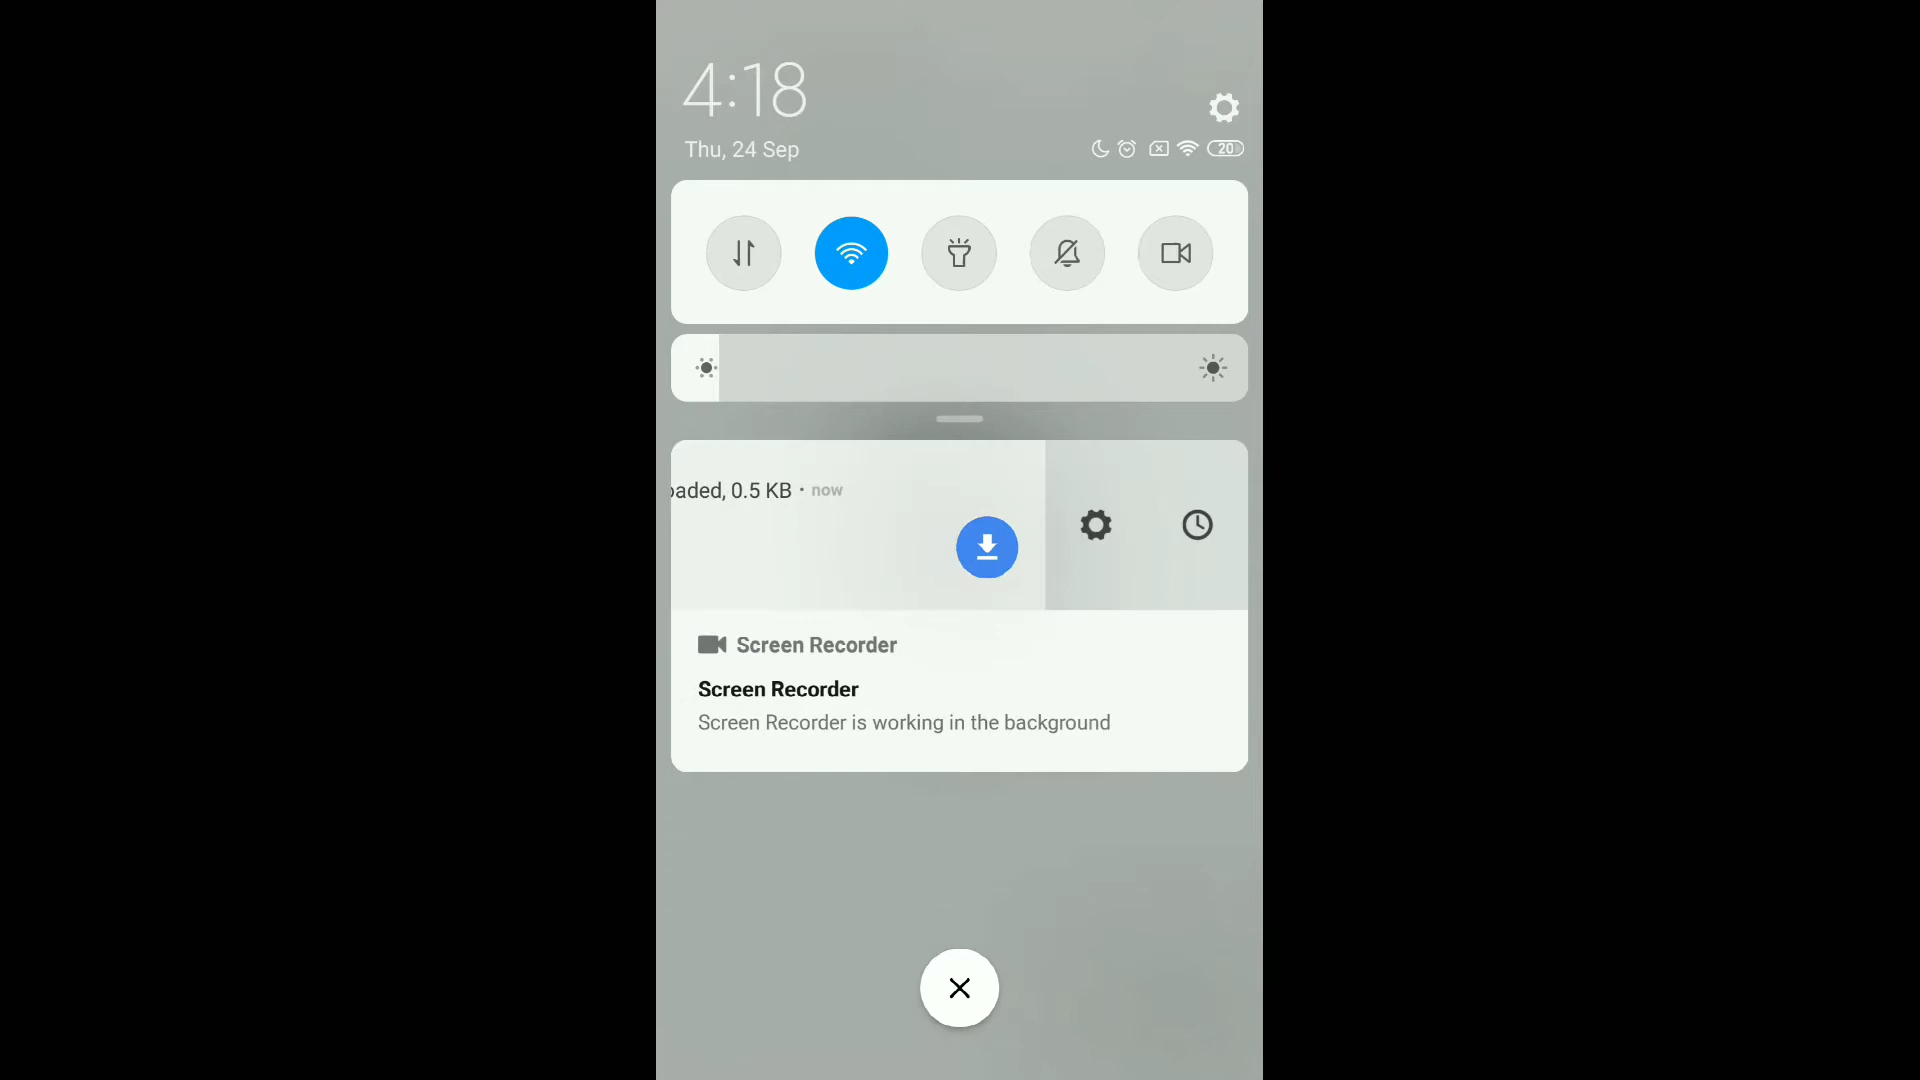 4:18
Thu, 24 Sep
20
oaded, 0.5 KB · now
Screen Recorder
Screen Recorder
Screen Recorder is working in the background